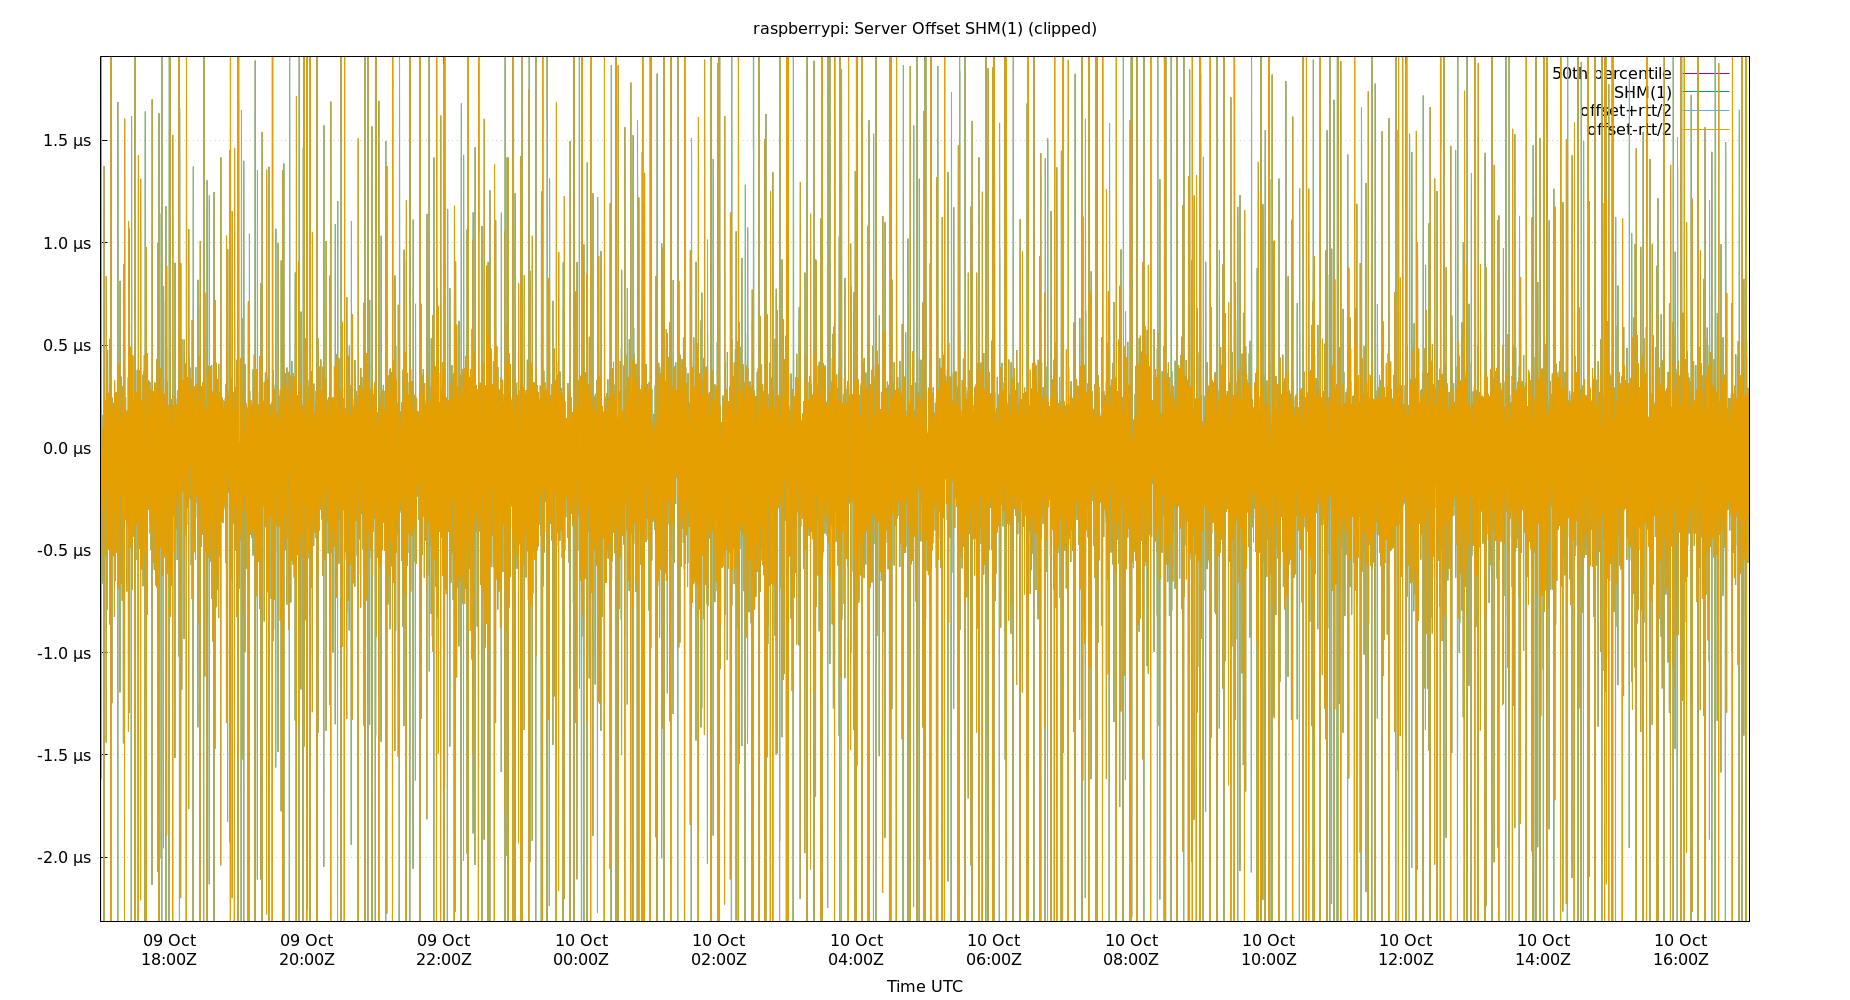 raspberrypi: Server Offset SHM(1) (clipped)
50th percentile
SHM(1)
offset+rtt/2
offset-rtt/2
1.5 µs
1.0 µs
0.5 µs
0.0 µs
-0.5 µs
-1.0 µs
-1.5 µs
-2.0 µs
09 Oct 09 Oct 09 Oct 10 Oct 10 Oct 10 Oct 10 Oct 10 Oct 10 Oct 10 Oct 10 Oct 10 Oct
18:00Z 20:00Z 22:00Z 00:00Z 02:00Z 04:00Z 06:00Z 08:00Z 10:00Z 12:00Z 14:00Z 16:00Z
Time UTC